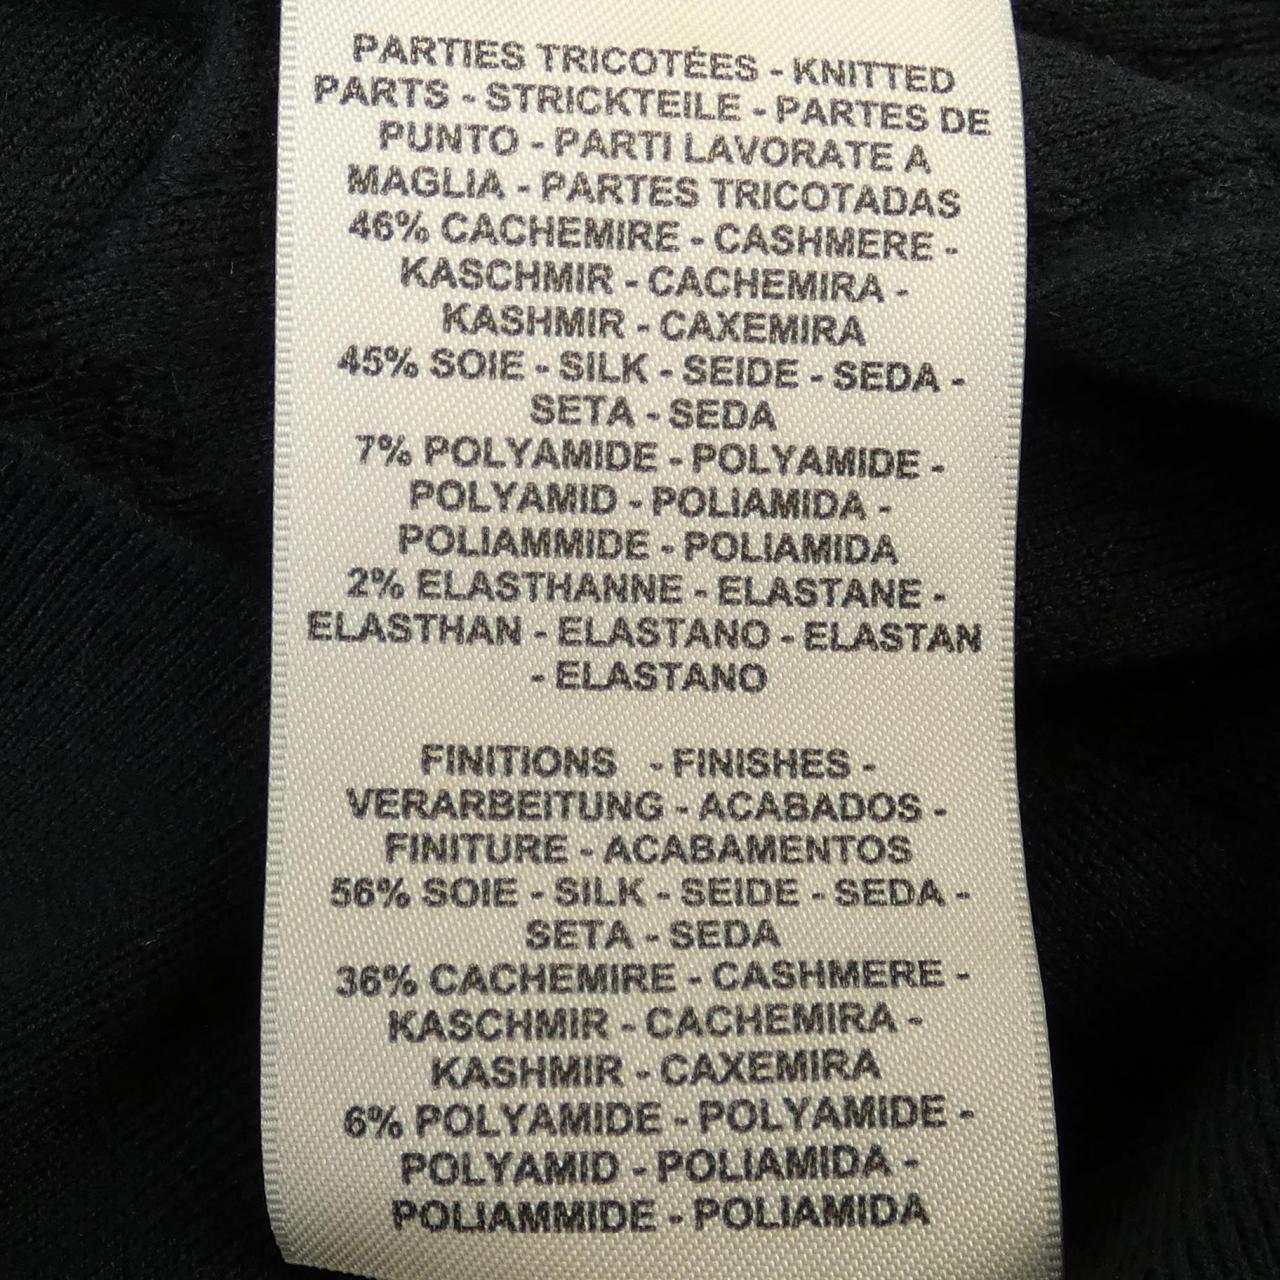 PARTIES TRICOTÉES - KNITTED
PARTS - STRICKTEILE - PARTES DE
PUNTO - PARTI LAVORATE A
MAGLIA - PARTES TRICOTADAS
46% CACHEMIRE - CASHMERE -
KASCHMIR - CACHEMIRA -
KASHMIR - CAXEMIRA
45% SOIE - SILK - SEIDE - SEDA -
SETA - SEDA
7% POLYAMIDE - POLYAMIDE -
POLYAMID - POLIAMIDA -
POLIAMMIDE - POLIAMIDA
2% ELASTHANNE - ELASTANE -
ELASTHAN - ELASTANO - ELASTAN
- ELASTANO
FINITIONS - FINISHES -
VERARBEITUNG - ACABADOS -
FINITURE - ACABAMENTOS
56% SOIE - SILK - SEIDE - SEDA -
SETA - SEDA
36% CACHEMIRE - CASHMERE -
KASCHMIR - CACHEMIRA -
KASHMIR - CAXEMIRA
6% POLYAMIDE - POLYAMIDE -
POLYAMID - POLIAMIDA -
POLIAMMIDE - POLIAMIDA